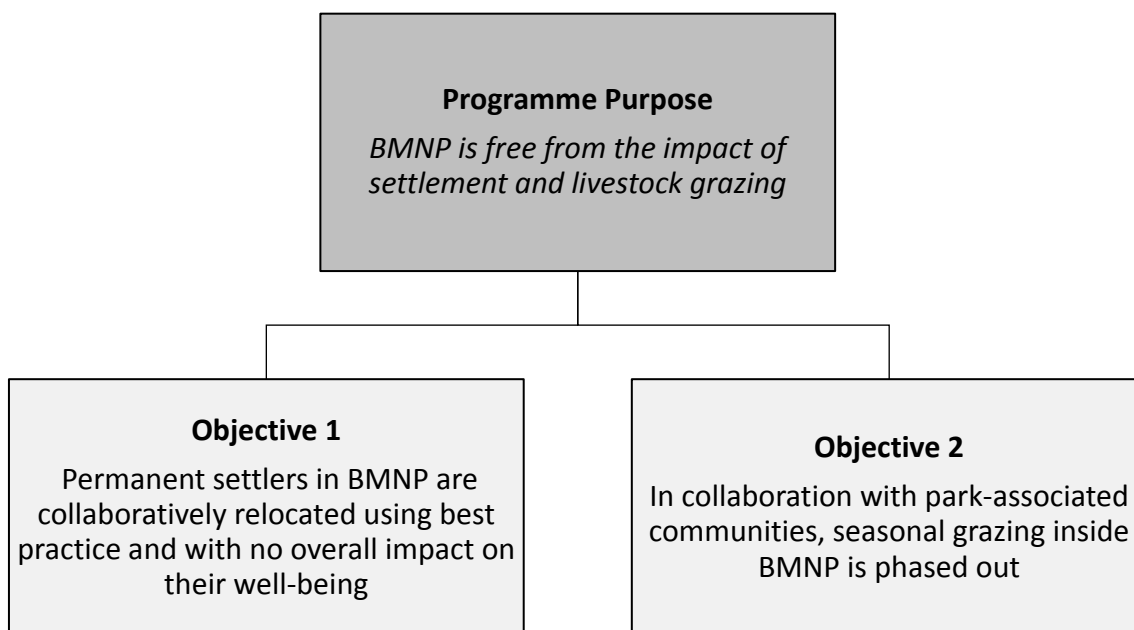 Programme Purpose
BMNP is free from the impact of
settlement and livestock grazing
Objective 1
Permanent settlers in BMNP are
collaboratively relocated using best
practice and with no overall impact on
their well-being
Objective 2
In collaboration with park-associated
communities, seasonal grazing inside
BMNP is phased out